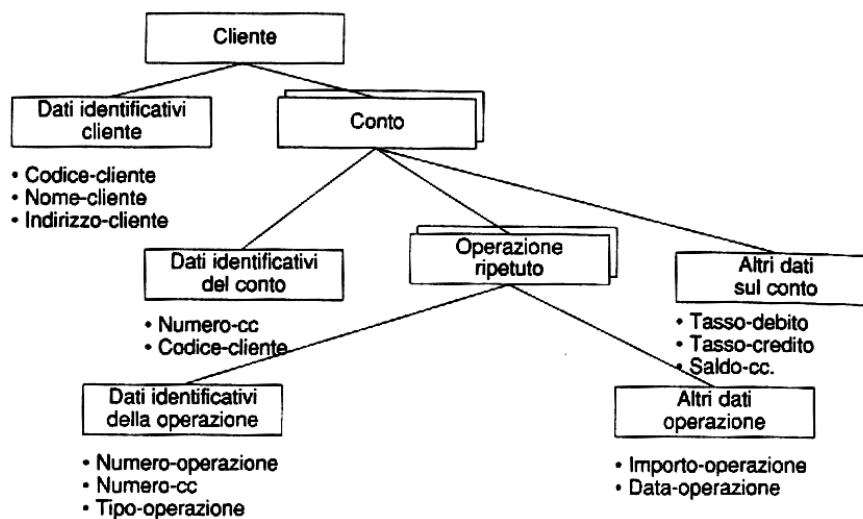 Cliente
Dati identificativi
cliente
Conto
• Codice-cliente
• Nome-cliente
• Indirizzo-cliente
Dati identificativi
del conto
Operazione
ripetuto
Altri dati
sul conto
• Numero-cc
• Codice-cliente
• Tasso-debito
• Tasso-credito
• Saldo-cc.
Dati identificativi
della operazione
Altri dati
operazione
• Numero-operazione
• Numero-cc
• Tipo-operazione
• Importo-operazione
• Data-operazione